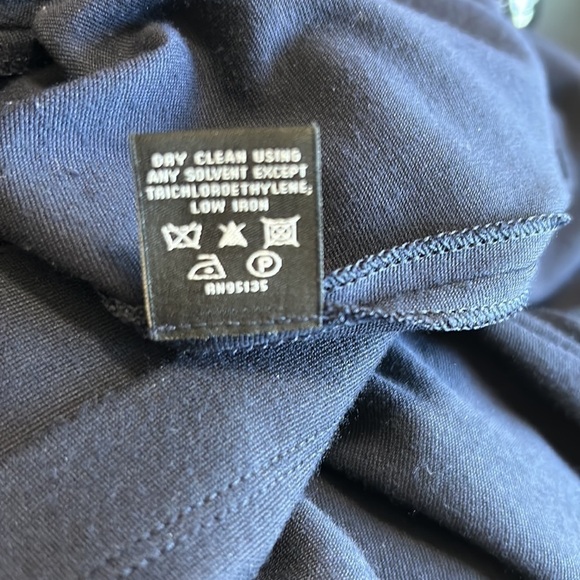 DRY CLEAN USING
ANY SOLVENT EXCEPT
TRICHLOROETHYLENE,
LOW IRON
P
RN95135